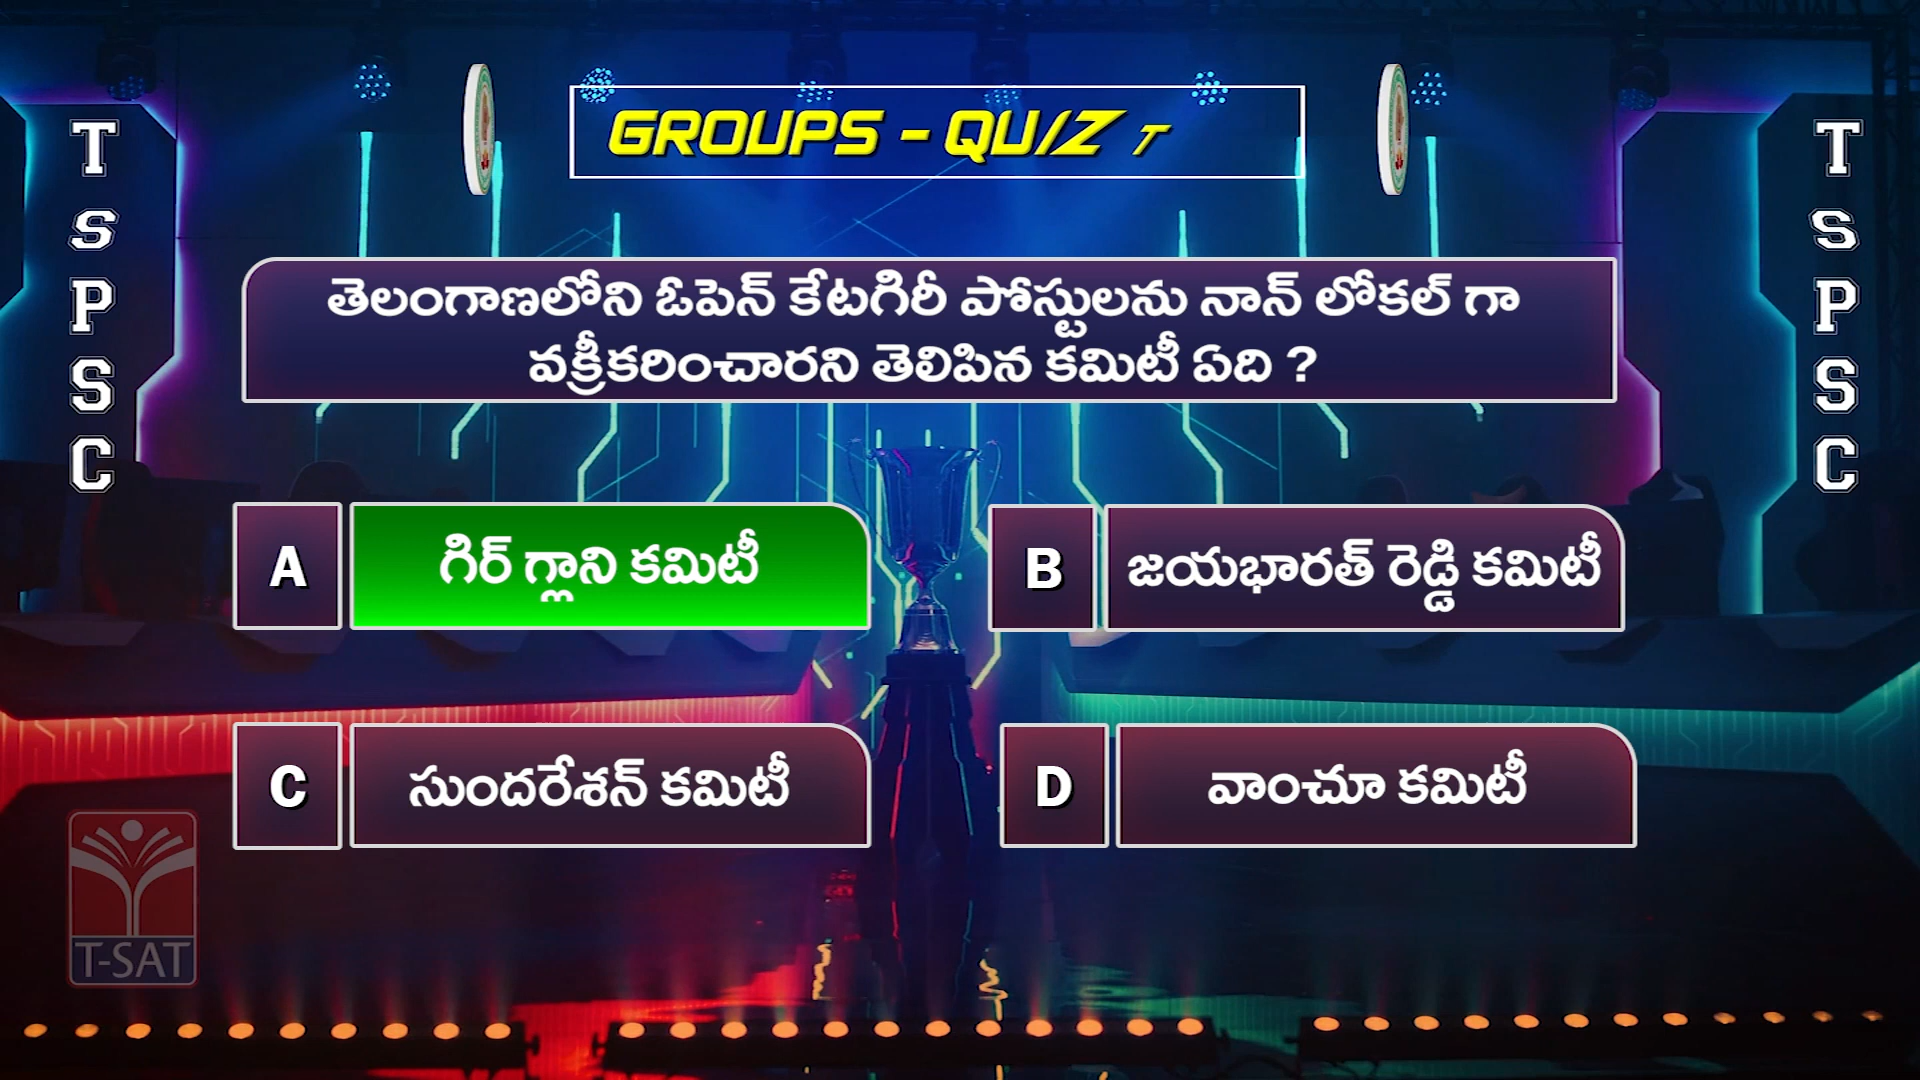 GROUPS - QUIZ T
TSPSC
TSPSC
తెలంగాణలోని ఓపెన్ కేటగిరీ పోస్టులను నాన్ లోకల్ గా
వక్రీకరించారని తెలిపిన కమిటీ ఏది ?
A గిర్ గ్లాని కమిటీ
B జయభారత్ రెడ్డి కమిటీ
C సుందరేశన్ కమిటీ
D వాంచూ కమిటీ
T-SAT